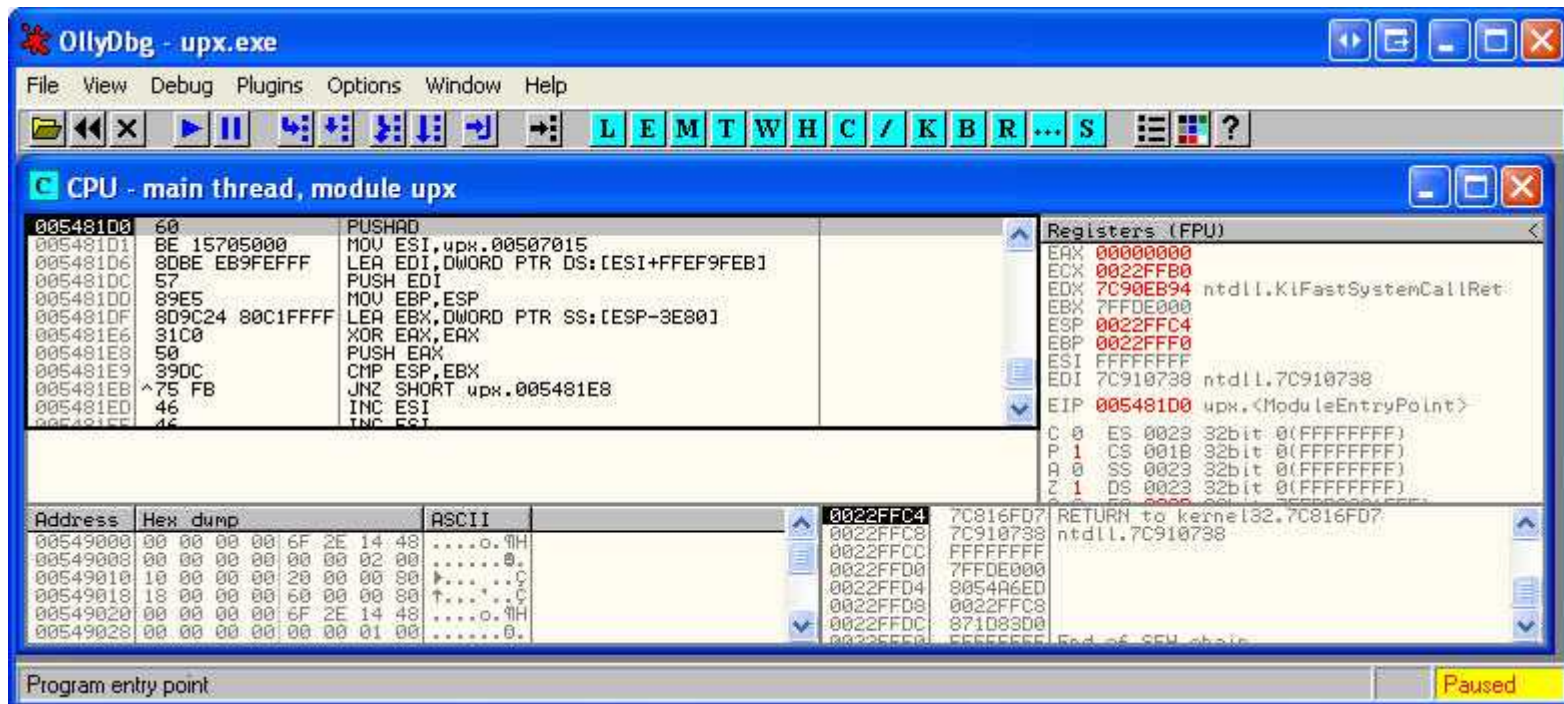 OllyDbg - upx.exe
File View Debug Plugins Options Window Help
L E M T W H C / K B R ... S ?
C CPU - main thread, module upx
005481D0 60 PUSHAD
005481D1 BE 15705000 MOV ESI,upx.00507015
005481D6 8DBE EB9FEFFF LEA EDI,DWORD PTR DS:[ESI+FFEF9FEB]
005481DC 57 PUSH EDI
005481DD 89E5 MOV EBP,ESP
005481DF 8D9C24 80C1FFFF LEA EBX,DWORD PTR SS:[ESP-3E80]
005481E6 31C0 XOR EAX,EAX
005481E8 50 PUSH EAX
005481E9 39DC CMP ESP,EBX
005481EB ^75 FB JNZ SHORT upx.005481E8
005481ED 46 INC ESI
46 INC ESI
Registers (FPU) <
EAX 00000000
ECX 0022FFB0
EDX 7C90EB94 ntdll.KiFastSystemCallRet
EBX 7FFDE000
ESP 0022FFC4
EBP 0022FFF0
ESI FFFFFFFF
EDI 7C910738 ntdll.7C910738
EIP 005481D0 upx.<ModuleEntryPoint>
C 0 ES 0023 32bit 0(FFFFFFFF)
P 1 CS 001B 32bit 0(FFFFFFFF)
A 0 SS 0023 32bit 0(FFFFFFFF)
Z 1 DS 0023 32bit 0(FFFFFFFF)
Address Hex dump ASCII
00549000 00 00 00 00 6F 2E 14 48 ....o.¶H
00549008 00 00 00 00 00 00 02 00 ......☻.
00549010 10 00 00 00 20 00 00 80 ►... ..Ç
00549018 18 00 00 00 60 00 00 80 ↑...`..Ç
00549020 00 00 00 00 6F 2E 14 48 ....o.¶H
00549028 00 00 00 00 00 00 01 00 ......☺.
0022FFC4 7C816FD7 RETURN to kernel32.7C816FD7
0022FFC8 7C910738 ntdll.7C910738
0022FFCC FFFFFFFF
0022FFD0 7FFDE000
0022FFD4 8054A6ED
0022FFD8 0022FFC8
0022FFDC 871D83D0
0022FFE0 FFFFFFFF End of SEH chain
Program entry point
Paused